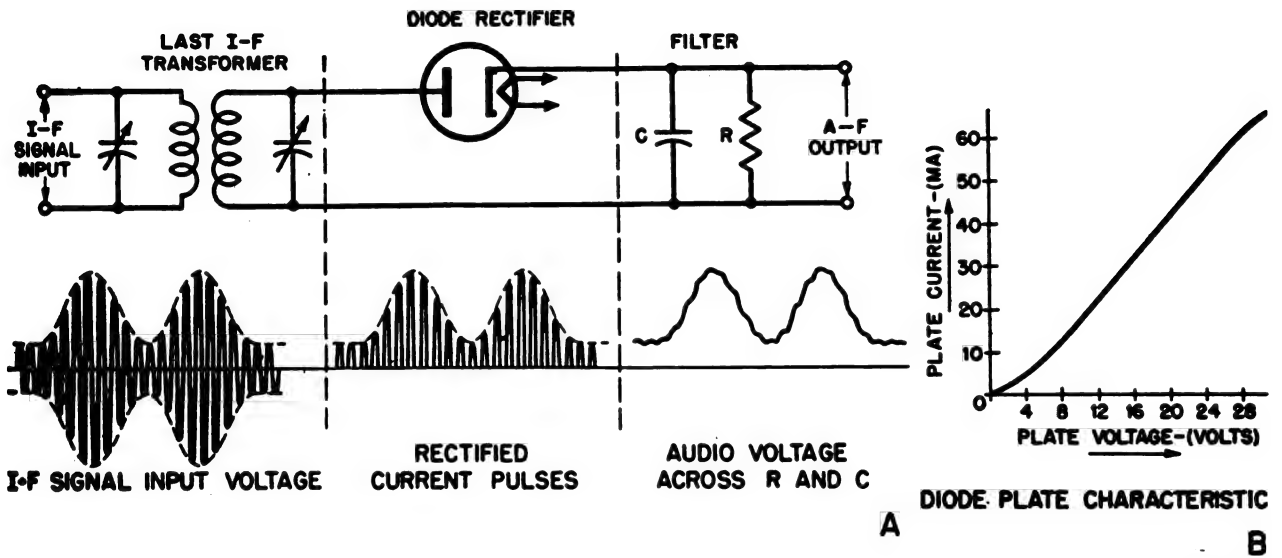 DIODE RECTIFIER
LAST I-F
TRANSFORMER
FILTER
I-F
SIGNAL
INPUT
C
R
A-F
OUTPUT
I-F SIGNAL INPUT VOLTAGE
RECTIFIED
CURRENT PULSES
AUDIO VOLTAGE
ACROSS R AND C
A
PLATE CURRENT-(MA)
60
50
40
30
20
10
0
4 8 12 16 20 24 28
PLATE VOLTAGE-(VOLTS)
DIODE PLATE CHARACTERISTIC
B